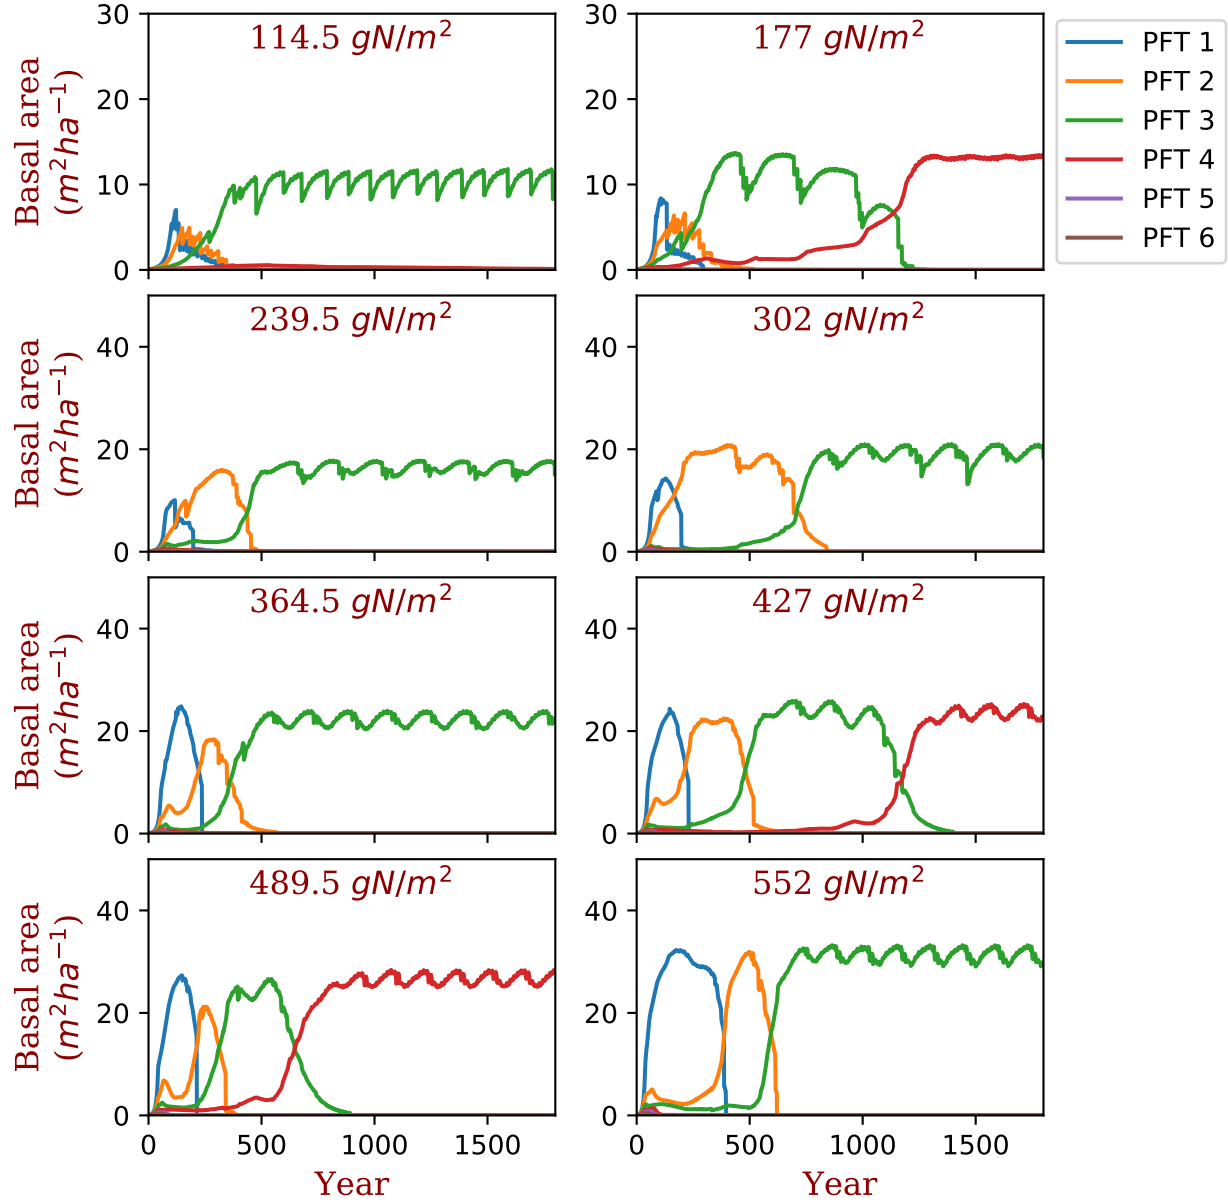 114.5 gN/m²
177 gN/m²
PFT 1
PFT 2
PFT 3
PFT 4
PFT 5
PFT 6
30
20
10
0
30
20
10
0
Basal area
(m²ha⁻¹)
239.5 gN/m²
302 gN/m²
40
20
0
40
20
0
Basal area
(m²ha⁻¹)
364.5 gN/m²
427 gN/m²
40
20
0
40
20
0
Basal area
(m²ha⁻¹)
489.5 gN/m²
552 gN/m²
40
20
0
40
20
0
Basal area
(m²ha⁻¹)
0 500 1000 1500
0 500 1000 1500
Year
Year